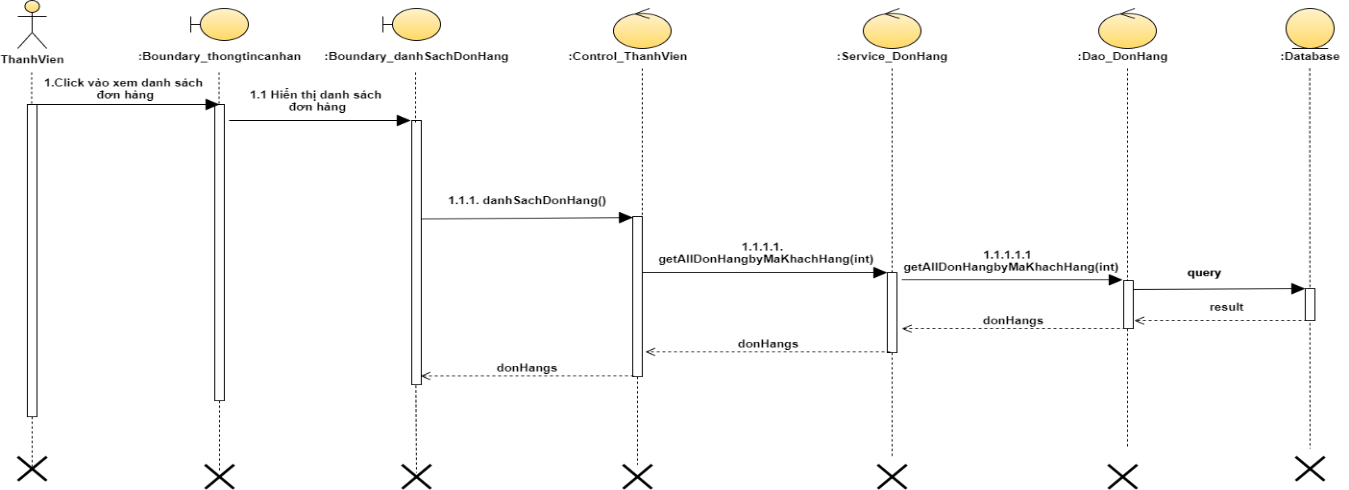 ThanhVien
:Boundary_thongtincanhan
:Boundary_danhSachDonHang
:Control_ThanhVien
:Service_DonHang
:Dao_DonHang
:Database
1.Click vào xem danh sách
đơn hàng
1.1 Hiển thị danh sách
đơn hàng
1.1.1. danhSachDonHang()
1.1.1.1.
getAllDonHangbyMaKhachHang(int)
1.1.1.1.1
getAllDonHangbyMaKhachHang(int)
query
result
donHangs
donHangs
donHangs